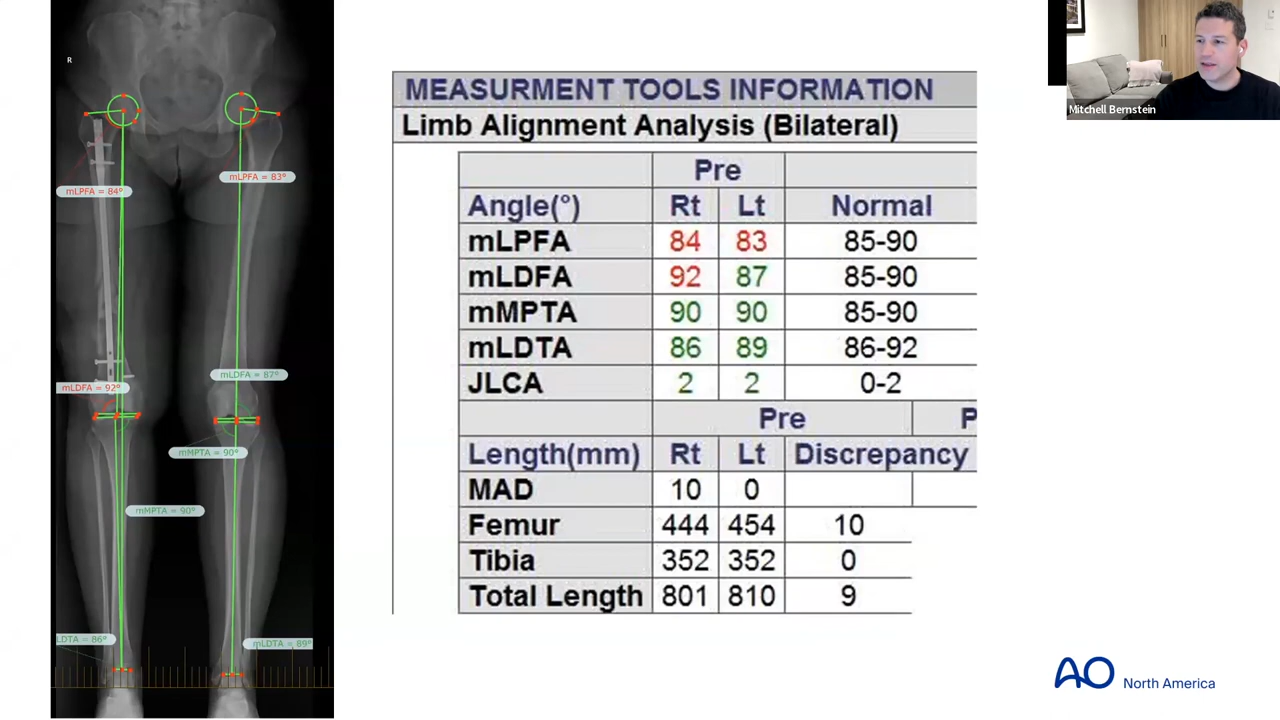 R
mLPFA = 84°
mLPFA = 83°
mLDFA = 87°
mLDFA = 92°
mMPTA = 90°
mMPTA = 90°
LDTA = 86°
mLDTA = 89°
MEASURMENT TOOLS INFORMATION
Limb Alignment Analysis (Bilateral)
Pre
Angle(°) Rt Lt Normal
mLPFA 84 83 85-90
mLDFA 92 87 85-90
mMPTA 90 90 85-90
mLDTA 86 89 86-92
JLCA 2 2 0-2
Pre P
Length(mm) Rt Lt Discrepancy
MAD 10 0
Femur 444 454 10
Tibia 352 352 0
Total Length 801 810 9
Mitchell Bernstein
AO North America